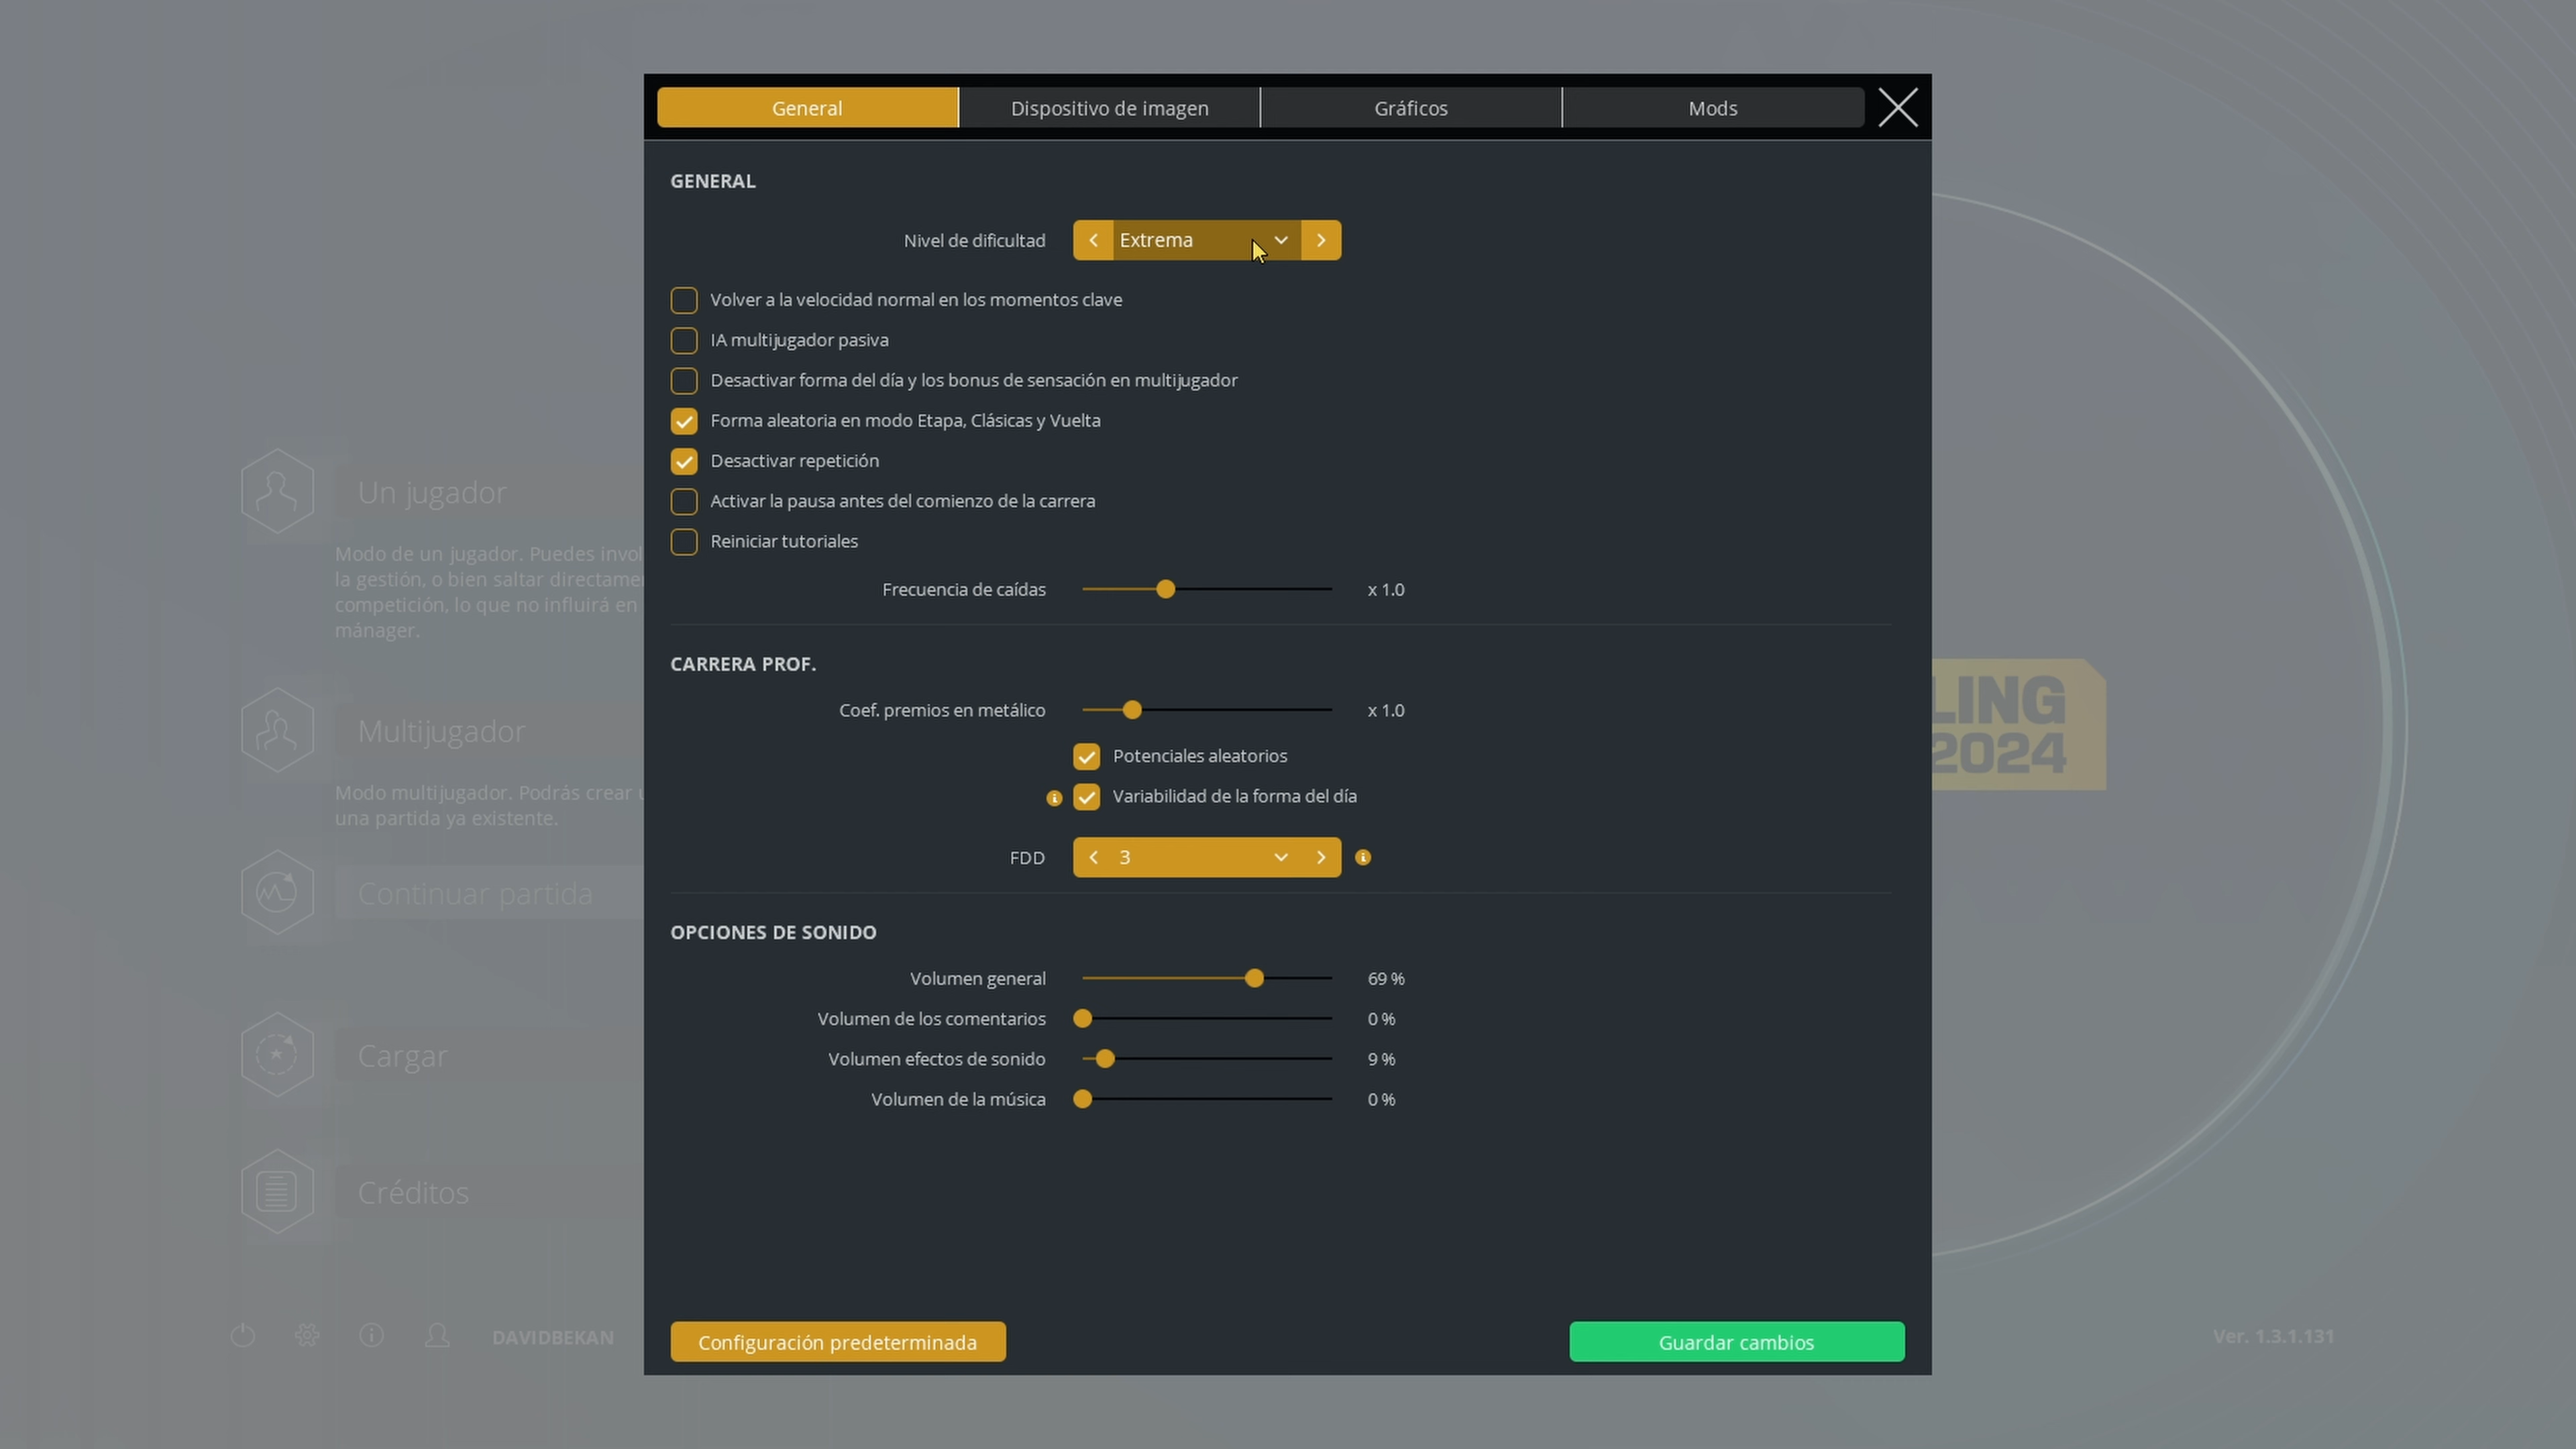 General
Dispositivo de imagen
Gráficos
Mods
GENERAL
Nivel de dificultad
Extrema
Volver a la velocidad normal en los momentos clave
IA multijugador pasiva
Desactivar forma del día y los bonus de sensación en multijugador
Forma aleatoria en modo Etapa, Clásicas y Vuelta
Desactivar repetición
Activar la pausa antes del comienzo de la carrera
Reiniciar tutoriales
Frecuencia de caídas
x 1.0
CARRERA PROF.
Coef. premios en metálico
x 1.0
Potenciales aleatorios
Variabilidad de la forma del día
FDD
3
OPCIONES DE SONIDO
Volumen general
69 %
Volumen de los comentarios
0 %
Volumen efectos de sonido
9 %
Volumen de la música
0 %
Configuración predeterminada
Guardar cambios
Un jugador
Modo de un jugador. Puedes invol
la gestión, o bien saltar directame
competición, lo que no influirá en
mánager.
Multijugador
Modo multijugador. Podrás crear u
una partida ya existente.
Continuar partida
Cargar
Créditos
DAVIDBEKAN
LING
2024
Ver. 1.3.1.131